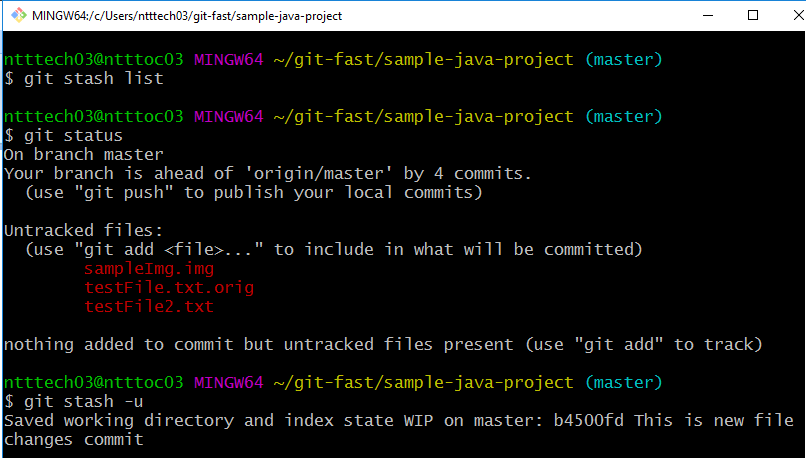 MINGW64:/c/Users/ntttech03/git-fast/sample-java-project
ntttech03@ntttoc03 MINGW64 ~/git-fast/sample-java-project (master)
$ git stash list
ntttech03@ntttoc03 MINGW64 ~/git-fast/sample-java-project (master)
$ git status
On branch master
Your branch is ahead of 'origin/master' by 4 commits.
  (use "git push" to publish your local commits)
Untracked files:
  (use "git add <file>..." to include in what will be committed)
        sampleImg.img
        testFile.txt.orig
        testFile2.txt
nothing added to commit but untracked files present (use "git add" to track)
ntttech03@ntttoc03 MINGW64 ~/git-fast/sample-java-project (master)
$ git stash -u
Saved working directory and index state WIP on master: b4500fd This is new file
changes commit